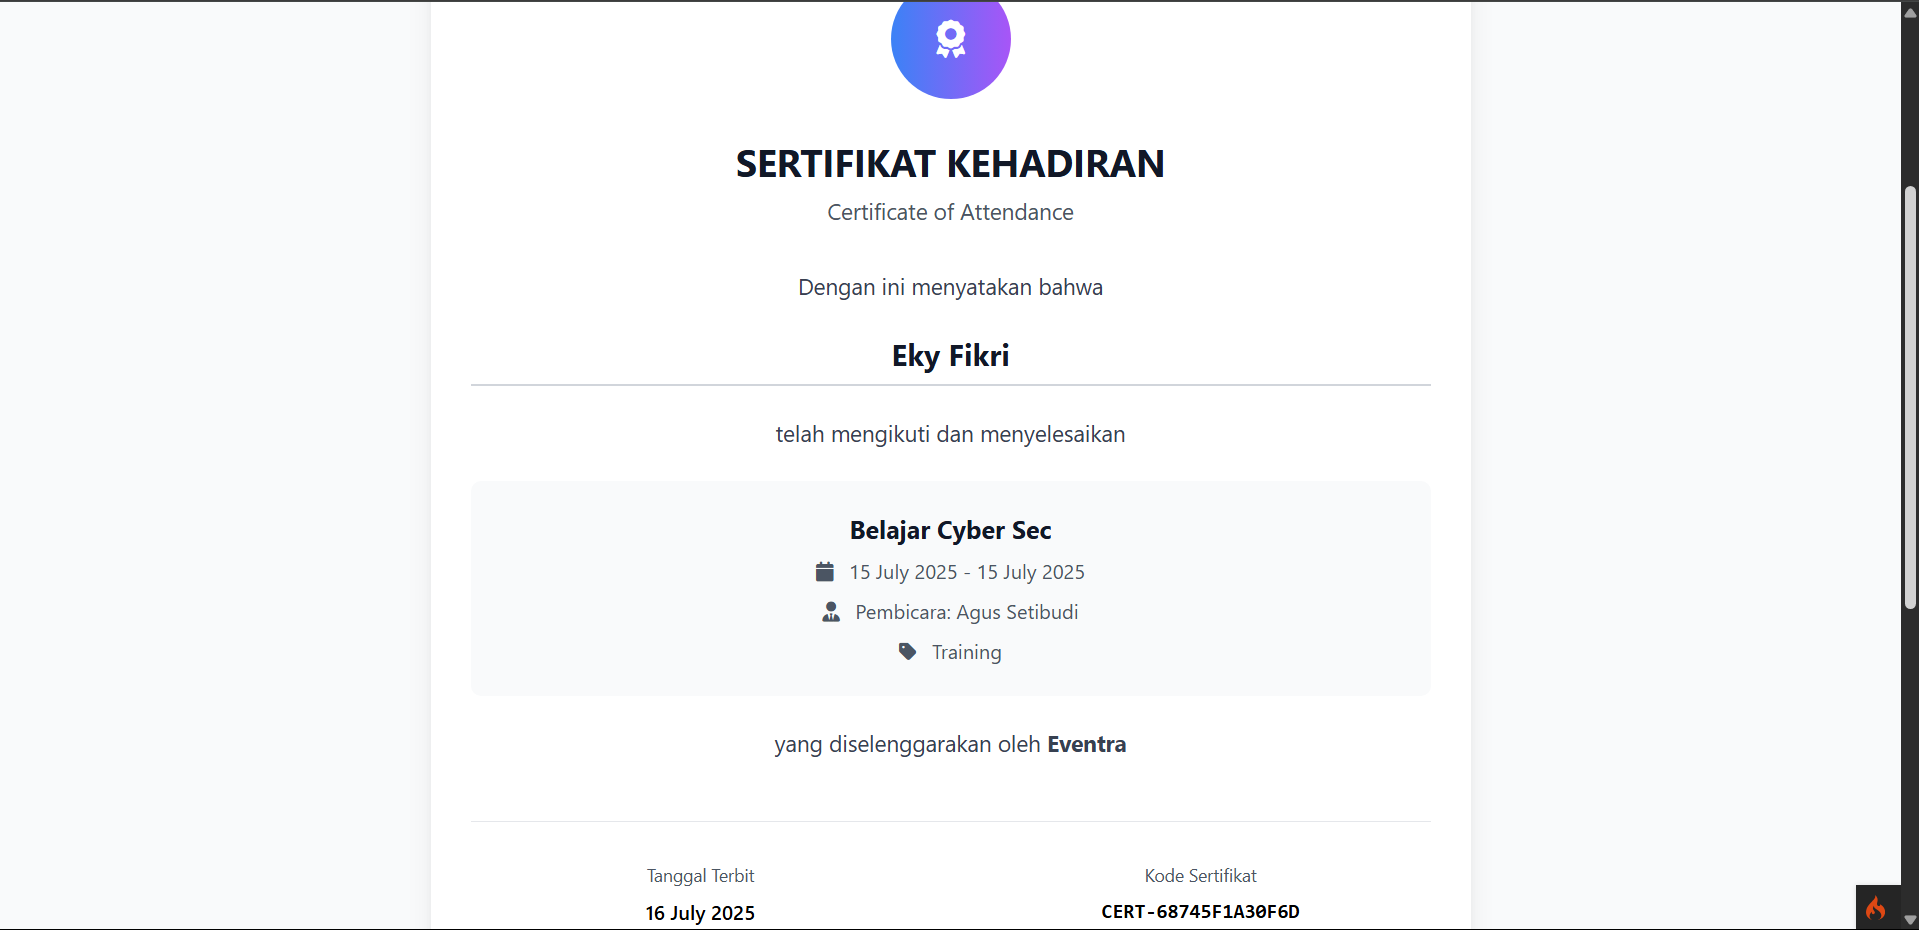 SERTIFIKAT KEHADIRAN
Certificate of Attendance
Dengan ini menyatakan bahwa
Eky Fikri
telah mengikuti dan menyelesaikan
Belajar Cyber Sec
15 July 2025 - 15 July 2025
Pembicara: Agus Setibudi
Training
yang diselenggarakan oleh Eventra
Tanggal Terbit
16 July 2025
Kode Sertifikat
CERT-68745F1A30F6D